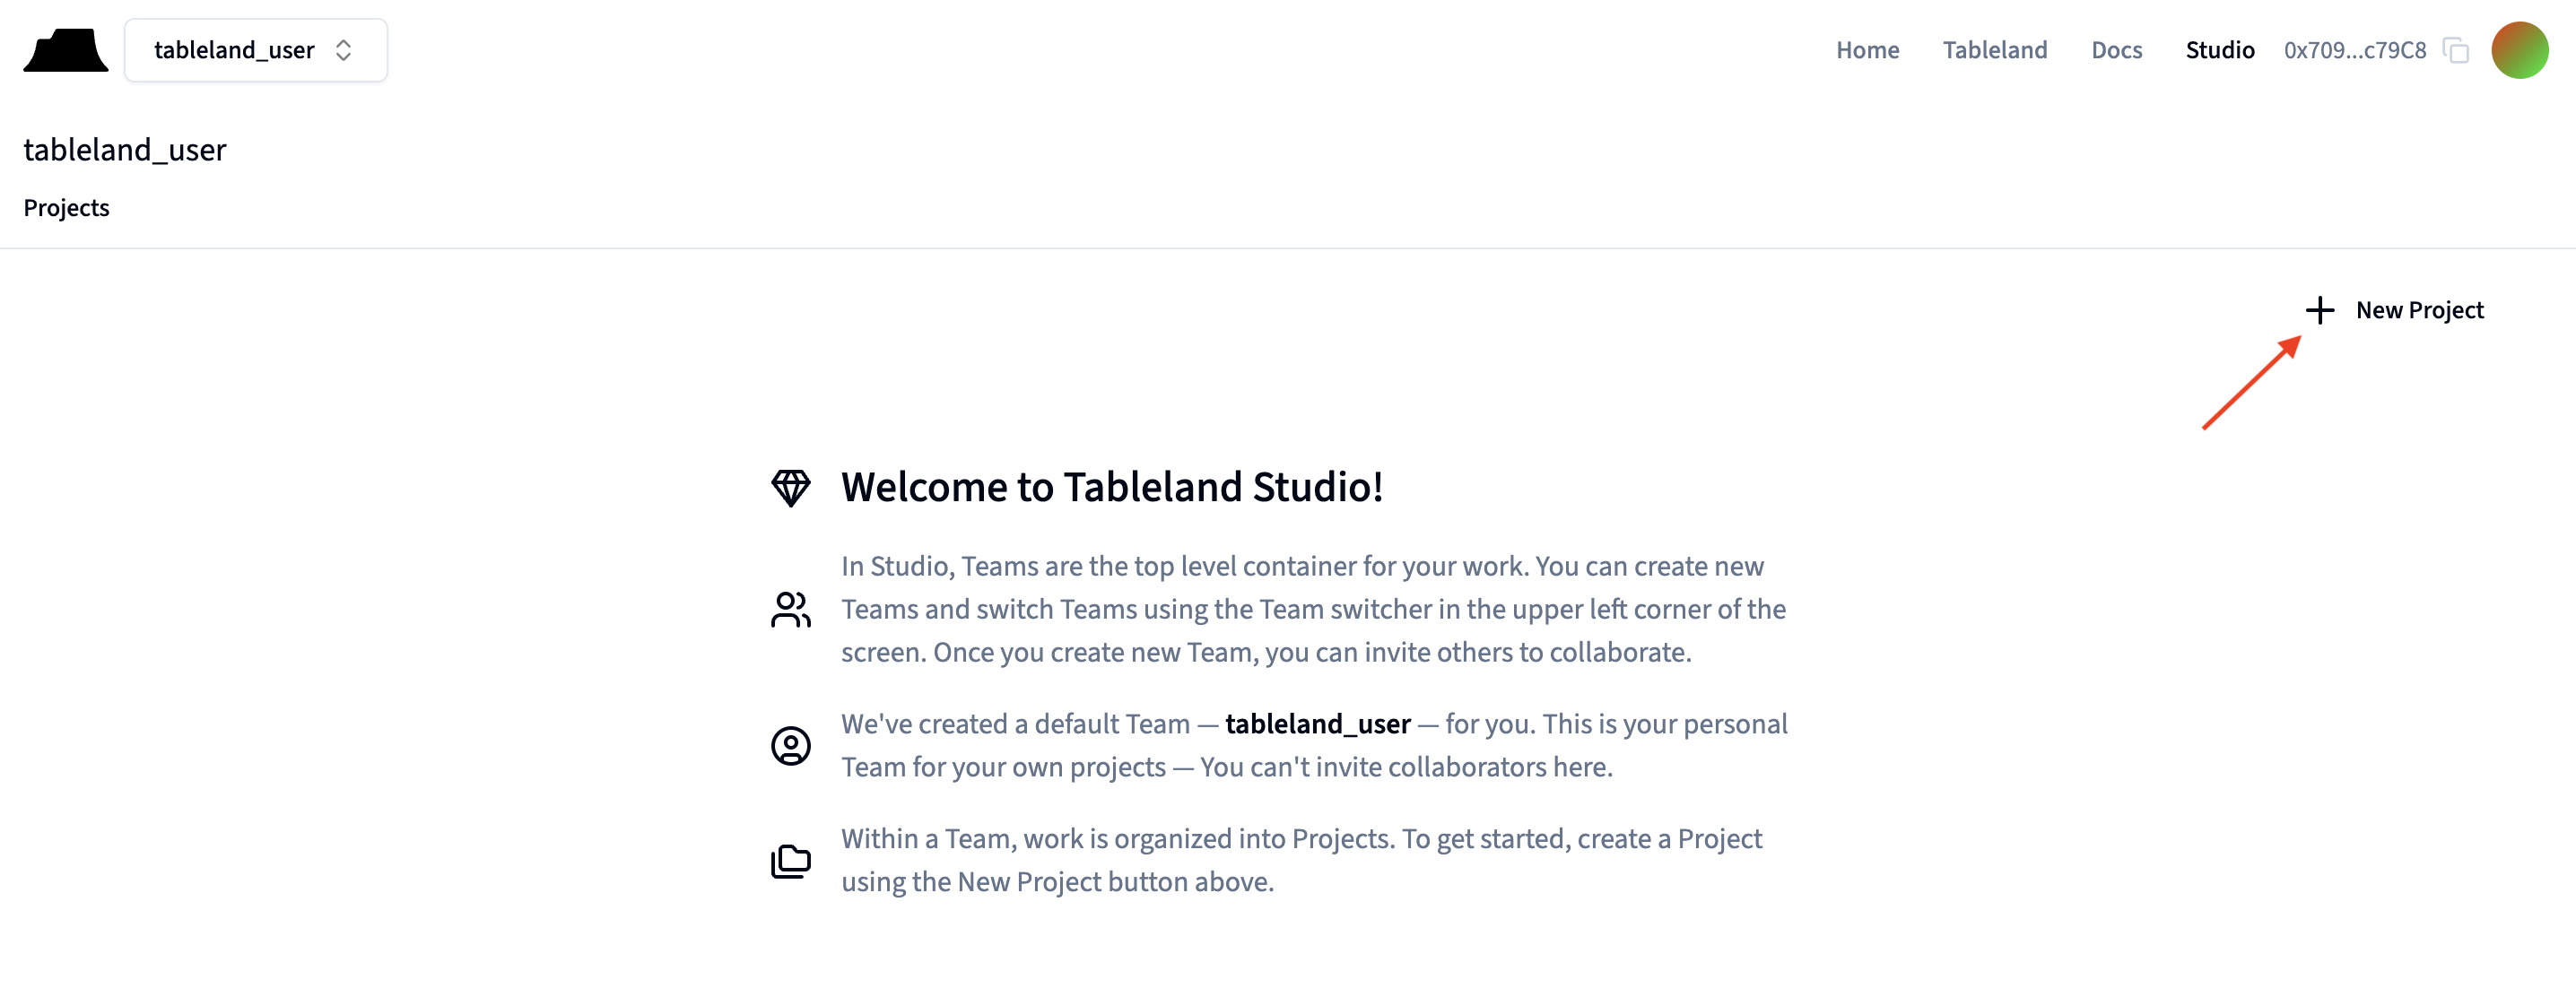 tableland_user
Home Tableland Docs Studio 0x709...c79C8
tableland_user
Projects
New Project
Welcome to Tableland Studio!
In Studio, Teams are the top level container for your work. You can create new
Teams and switch Teams using the Team switcher in the upper left corner of the
screen. Once you create new Team, you can invite others to collaborate.
We've created a default Team — tableland_user — for you. This is your personal
Team for your own projects — You can't invite collaborators here.
Within a Team, work is organized into Projects. To get started, create a Project
using the New Project button above.